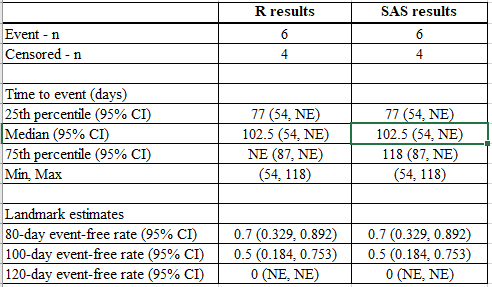 R results SAS results
Event - n 6 6
Censored - n 4 4
Time to event (days)
25th percentile (95% CI) 77 (54, NE) 77 (54, NE)
Median (95% CI) 102.5 (54, NE) 102.5 (54, NE)
75th percentile (95% CI) NE (87, NE) 118 (87, NE)
Min, Max (54, 118) (54, 118)
Landmark estimates
80-day event-free rate (95% CI) 0.7 (0.329, 0.892) 0.7 (0.329, 0.892)
100-day event-free rate (95% CI) 0.5 (0.184, 0.753) 0.5 (0.184, 0.753)
120-day event-free rate (95% CI) 0 (NE, NE) 0 (NE, NE)